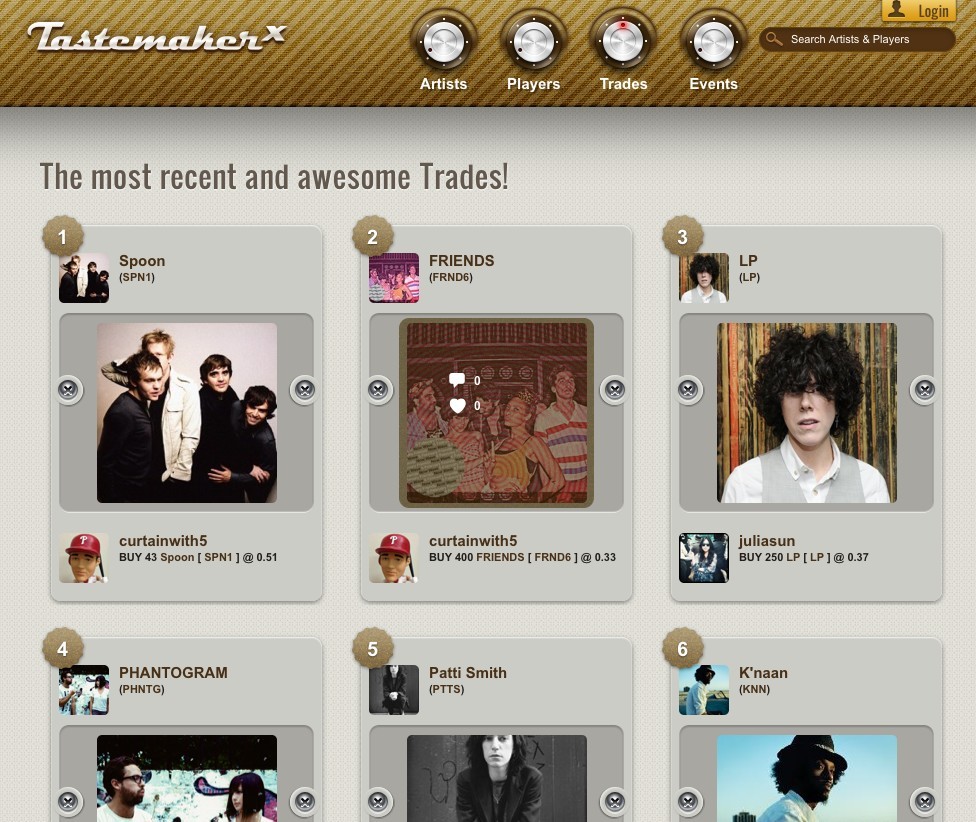 TastemakerX
Login
Search Artists & Players
Artists
Players
Trades
Events
The most recent and awesome Trades!
1
Spoon
(SPN1)
curtainwith5
BUY 43 Spoon [ SPN1 ] @ 0.51
2
FRIENDS
(FRND6)
0
0
curtainwith5
BUY 400 FRIENDS [ FRND6 ] @ 0.33
3
LP
(LP)
juliasun
BUY 250 LP [ LP ] @ 0.37
4
PHANTOGRAM
(PHNTG)
5
Patti Smith
(PTTS)
6
K'naan
(KNN)